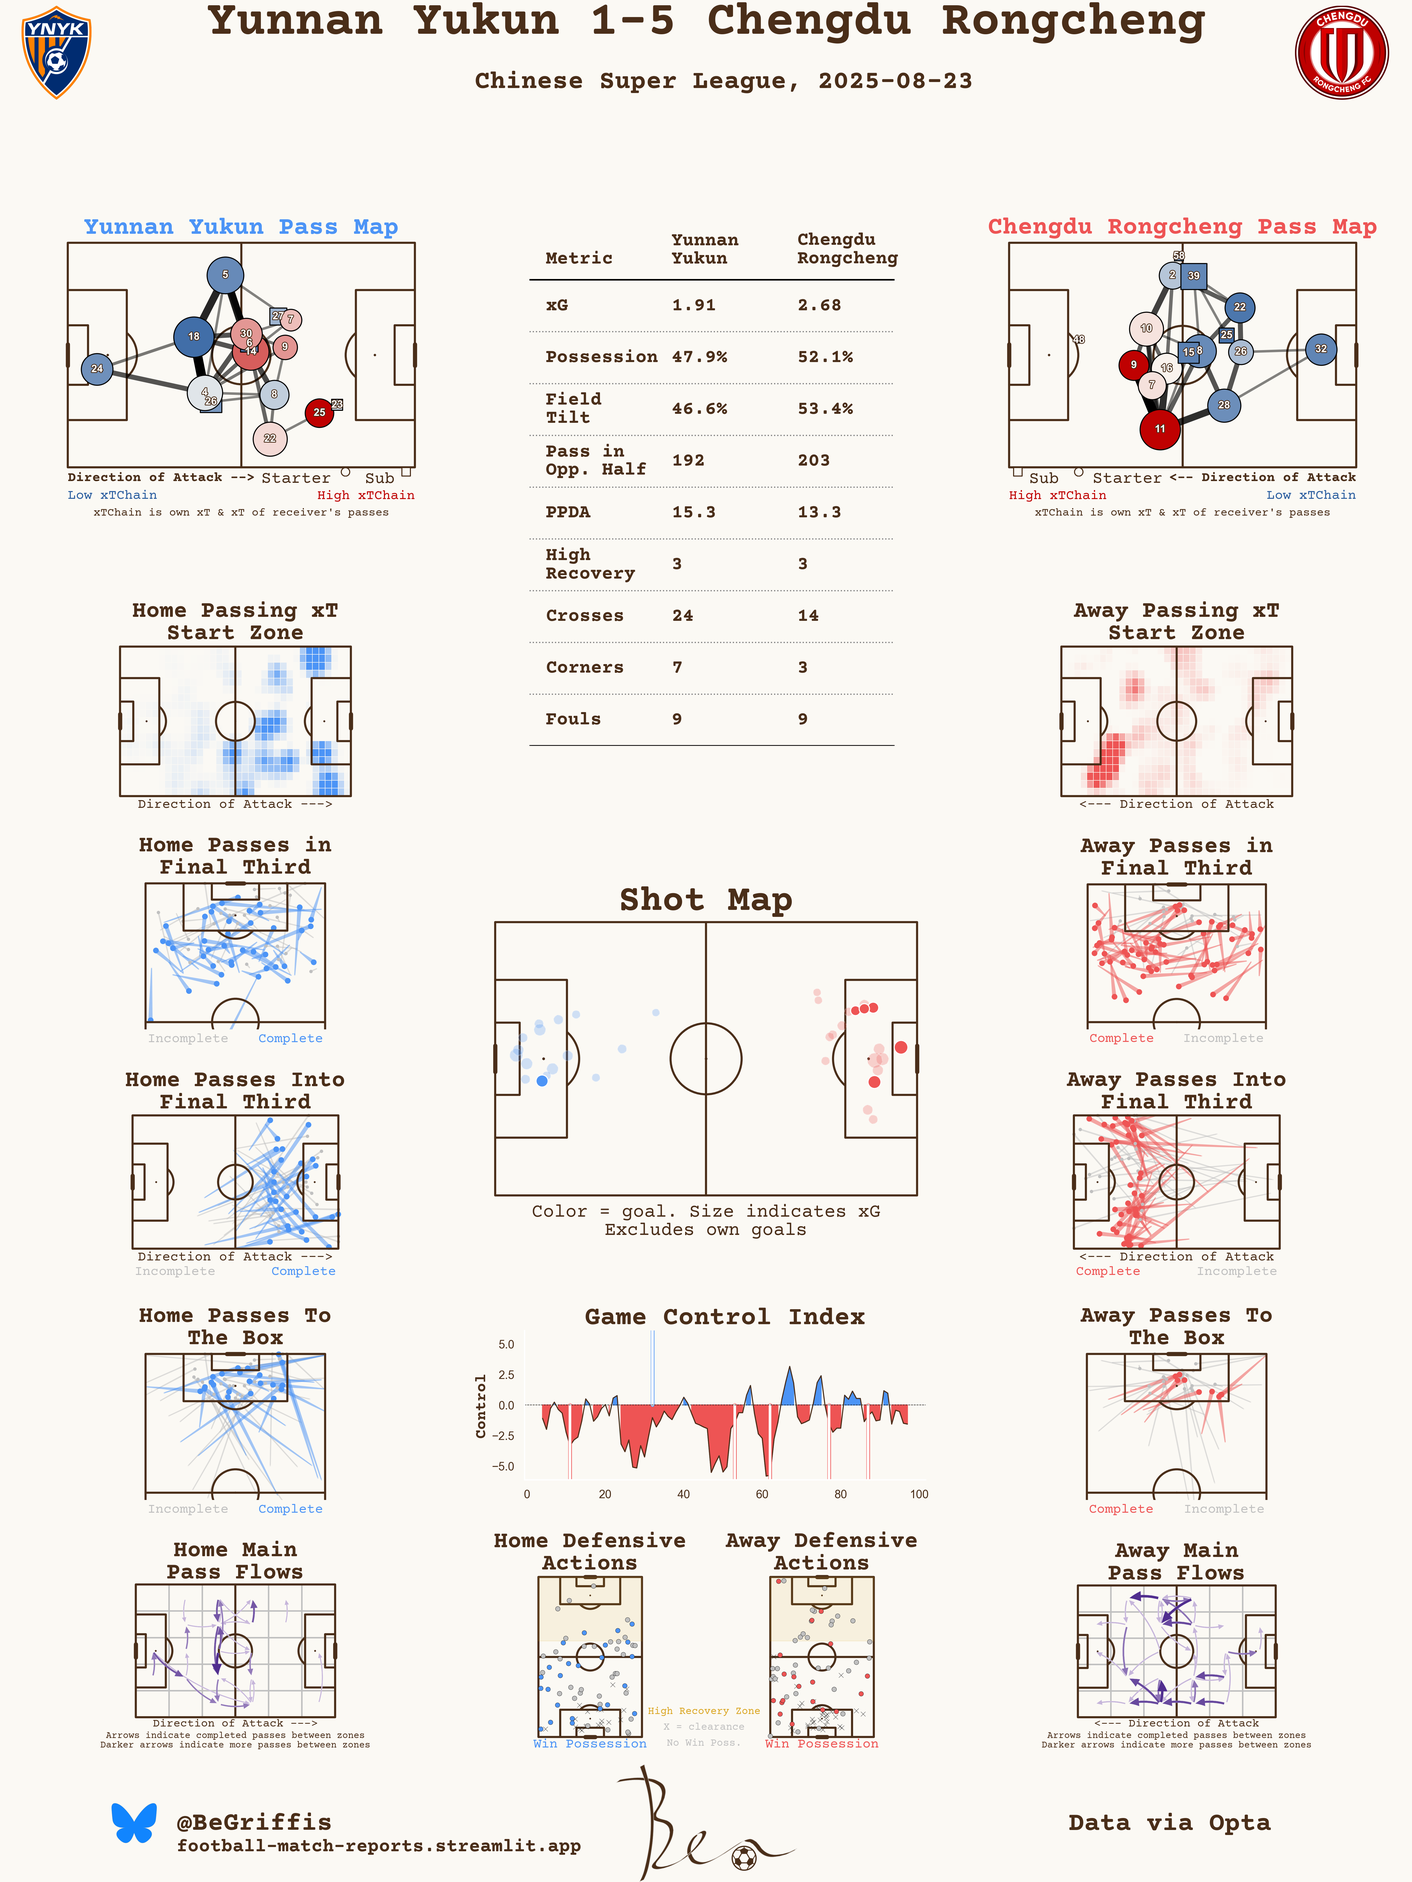 Yunnan Yukun 1-5 Chengdu Rongcheng
Chinese Super League, 2025-08-23
YNYK
CHENGDU
RONGCHENG FC
Yunnan Yukun Pass Map
5
27
7
18
30
6
14
9
24
4
26
8
25
23
22
Direction of Attack --> Starter Sub
Low xTChain High xTChain
xTChain is own xT & xT of receiver's passes
Metric Yunnan Yukun Chengdu Rongcheng
xG 1.91 2.68
Possession 47.9% 52.1%
Field Tilt 46.6% 53.4%
Pass in Opp. Half 192 203
PPDA 15.3 13.3
High Recovery 3 3
Crosses 24 14
Corners 7 3
Fouls 9 9
Chengdu Rongcheng Pass Map
58
2
39
22
10
25
48
15
8
26
32
9
16
7
28
11
Sub Starter <-- Direction of Attack
High xTChain Low xTChain
xTChain is own xT & xT of receiver's passes
Home Passing xT
Start Zone
Direction of Attack --->
Away Passing xT
Start Zone
<--- Direction of Attack
Home Passes in
Final Third
Incomplete Complete
Away Passes in
Final Third
Complete Incomplete
Shot Map
Color = goal. Size indicates xG
Excludes own goals
Home Passes Into
Final Third
Direction of Attack --->
Incomplete Complete
Away Passes Into
Final Third
<--- Direction of Attack
Complete Incomplete
Home Passes To
The Box
Incomplete Complete
Game Control Index
Control
5.0
2.5
0.0
−2.5
−5.0
0 20 40 60 80 100
Away Passes To
The Box
Complete Incomplete
Home Main
Pass Flows
Direction of Attack --->
Arrows indicate completed passes between zones
Darker arrows indicate more passes between zones
Home Defensive
Actions
Win Possession
High Recovery Zone
X = clearance
No Win Poss.
Away Defensive
Actions
Win Possession
Away Main
Pass Flows
<--- Direction of Attack
Arrows indicate completed passes between zones
Darker arrows indicate more passes between zones
@BeGriffis
football-match-reports.streamlit.app
Ben
Data via Opta